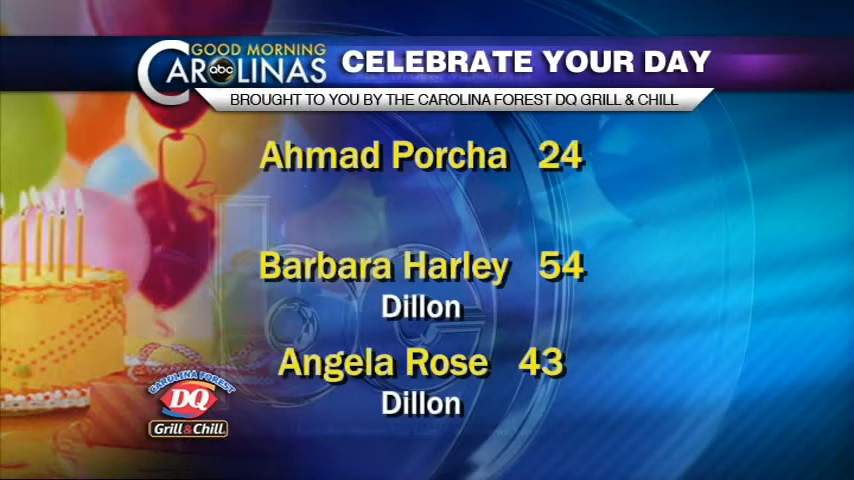 GOOD MORNING
CAROLINAS
abc
CELEBRATE YOUR DAY
BROUGHT TO YOU BY THE CAROLINA FOREST DQ GRILL & CHILL
Ahmad Porcha 24
Barbara Harley 54
Dillon
Angela Rose 43
Dillon
CAROLINA FOREST
DQ
Grill & Chill